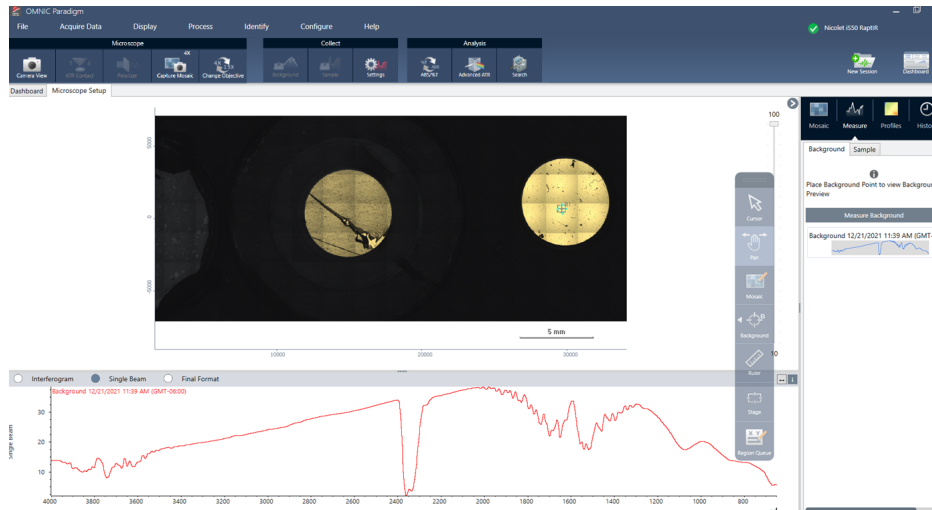 OMNIC Paradigm
File Acquire Data Display Process Identify Configure Help
Nicolet iS50 RaptIR
Microscope Collect Analysis
4X
Camera View ATR Contact Polarizer Capture Mosaic Change Objective Background Sample Settings ABS/%T Advanced ATR Search
New Session Dashboard
Dashboard Microscope Setup
100
Mosaic Measure Profiles Histo
Background Sample
Place Background Point to view Backgroun
Preview
Measure Background
Background 12/21/2021 11:39 AM (GMT-
5000
0
-5000
5 mm
10000 20000 30000
10
Cursor
Pan
Mosaic
Background
Ruler
Stage
Region Queue
Interferogram Single Beam Final Format
Background 12/21/2021 11:39 AM (GMT-06:00)
Single Beam
30
20
10
4000 3800 3600 3400 3200 3000 2800 2600 2400 2200 2000 1800 1600 1400 1200 1000 800